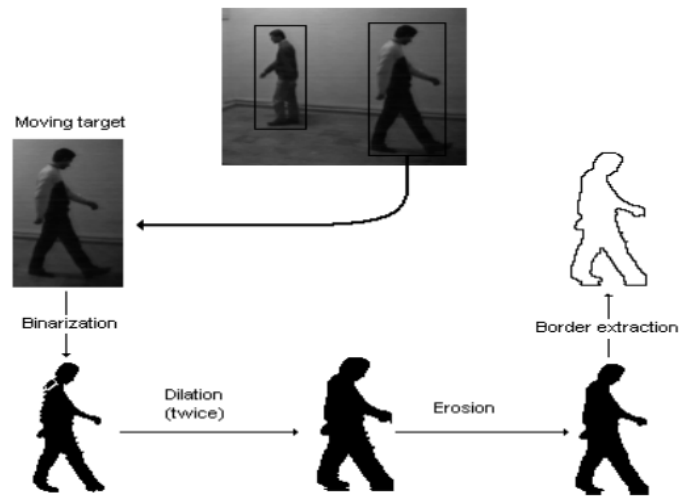 Moving target
Binarization
Dilation
(twice)
Erosion
Border extraction